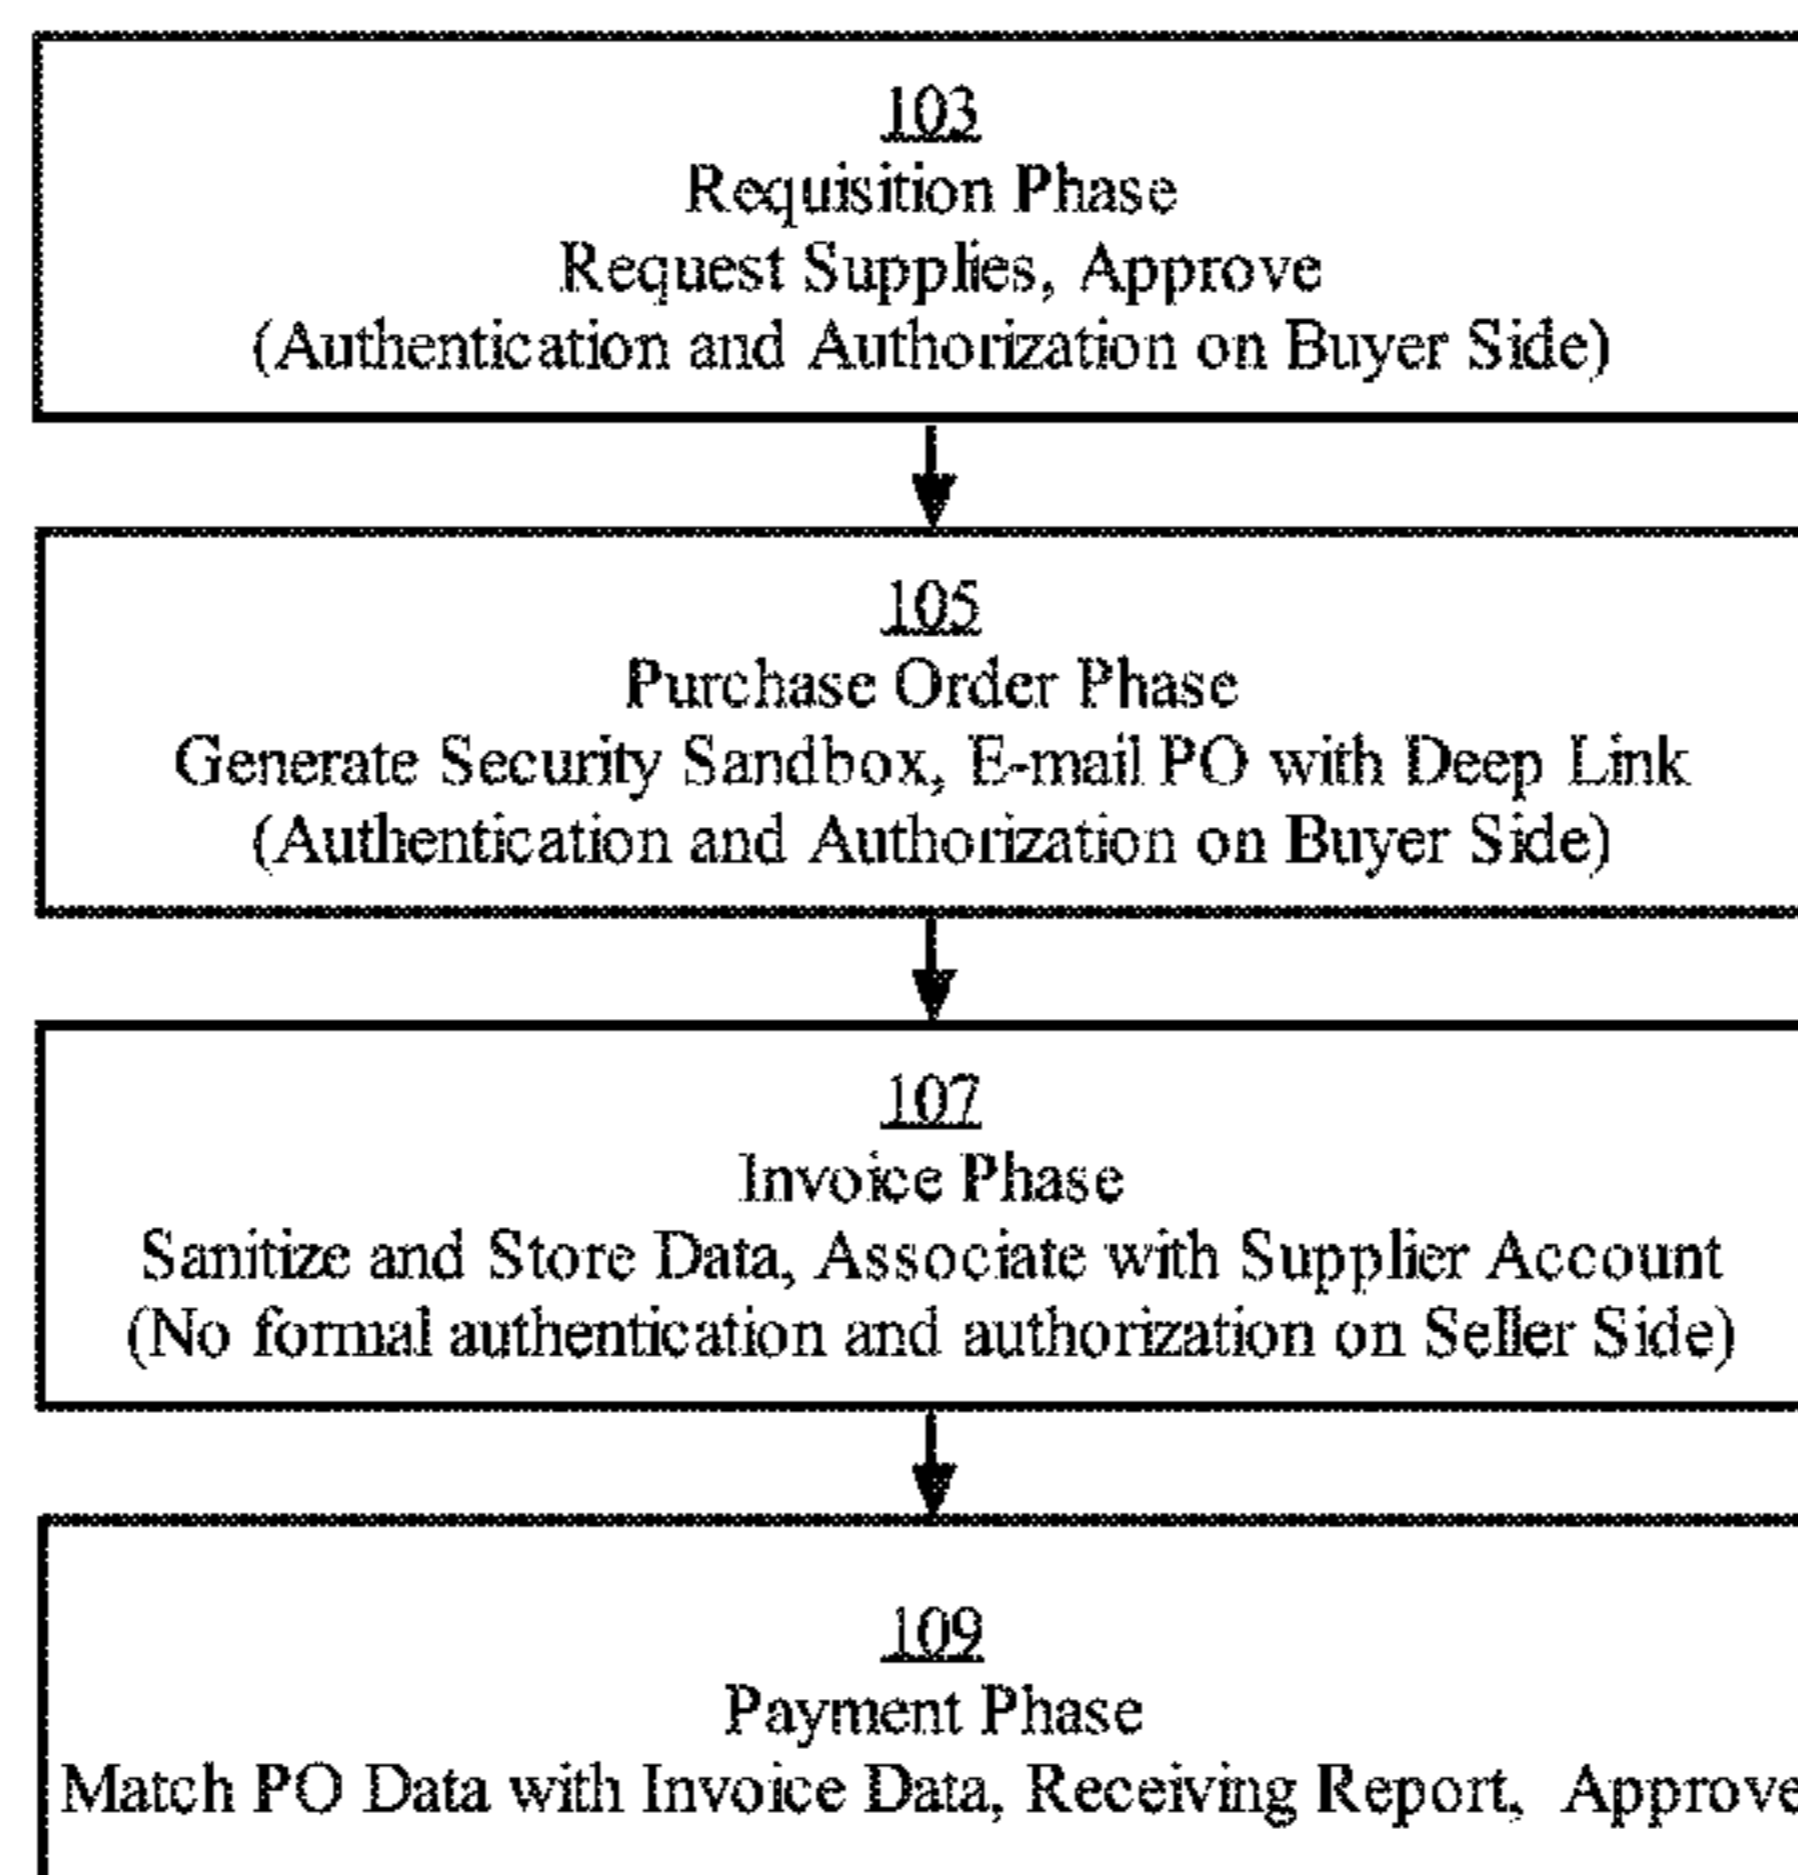 103
Requisition Phase
Request Supplies, Approve
(Authentication and Authorization on Buyer Side)
105
Purchase Order Phase
Generate Security Sandbox, E-mail PO with Deep Link
(Authentication and Authorization on Buyer Side)
107
Invoice Phase
Sanitize and Store Data, Associate with Supplier Account
(No formal authentication and authorization on Seller Side)
109
Payment Phase
Match PO Data with Invoice Data, Receiving Report, Approve